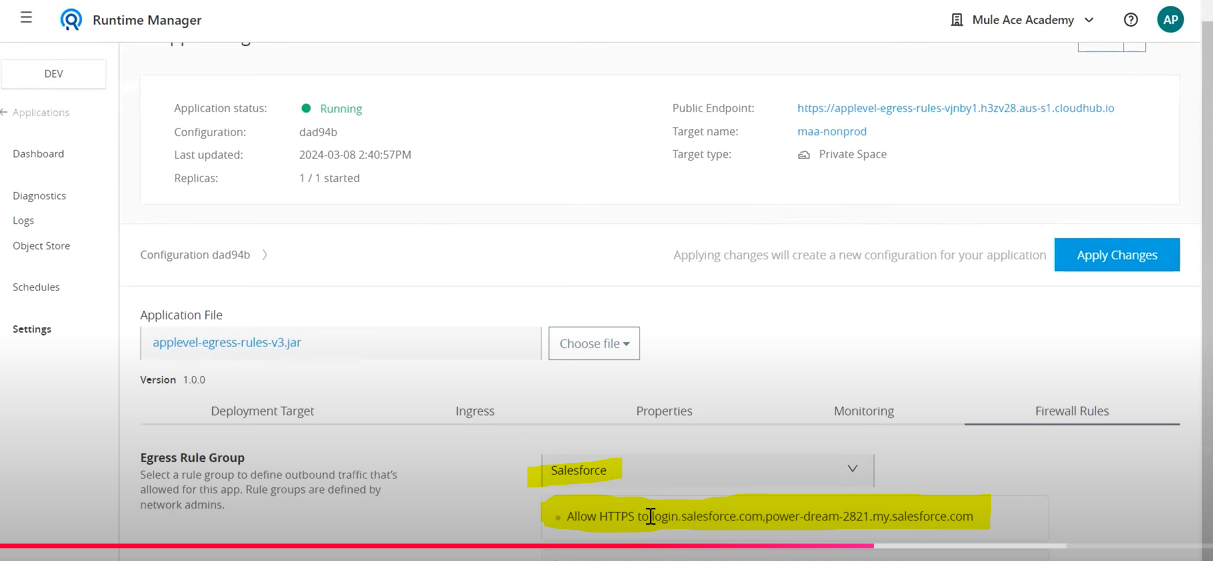 Runtime Manager
Mule Ace Academy
AP
DEV
Applications
Dashboard
Diagnostics
Logs
Object Store
Schedules
Settings
Application status: Running
Configuration: dad94b
Last updated: 2024-03-08 2:40:57PM
Replicas: 1 / 1 started
Public Endpoint: https://applevel-egress-rules-vjnby1.h3zv28.aus-s1.cloudhub.io
Target name: maa-nonprod
Target type: Private Space
Configuration dad94b
Applying changes will create a new configuration for your application
Apply Changes
Application File
applevel-egress-rules-v3.jar
Choose file
Version 1.0.0
Deployment Target
Ingress
Properties
Monitoring
Firewall Rules
Egress Rule Group
Select a rule group to define outbound traffic that's
allowed for this app. Rule groups are defined by
network admins.
Salesforce
Allow HTTPS to login.salesforce.com,power-dream-2821.my.salesforce.com